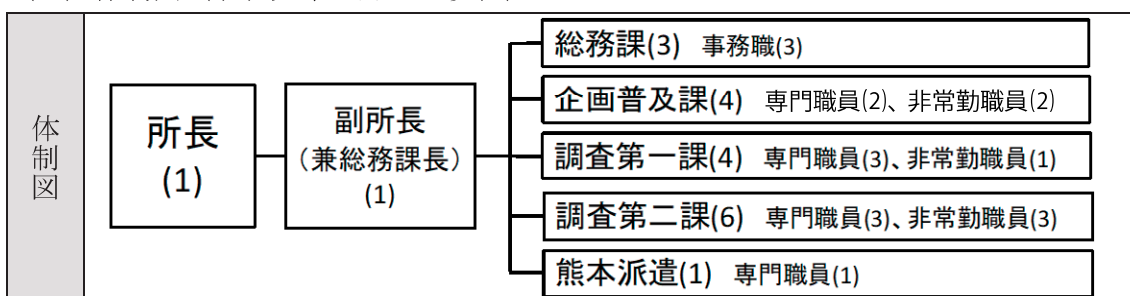 体制図
所長
(1)
副所長
(兼総務課長)
(1)
総務課(3) 事務職(3)
企画普及課(4) 専門職員(2)、非常勤職員(2)
調査第一課(4) 専門職員(3)、非常勤職員(1)
調査第二課(6) 専門職員(3)、非常勤職員(3)
熊本派遣(1) 専門職員(1)